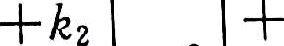 +k₂| |+